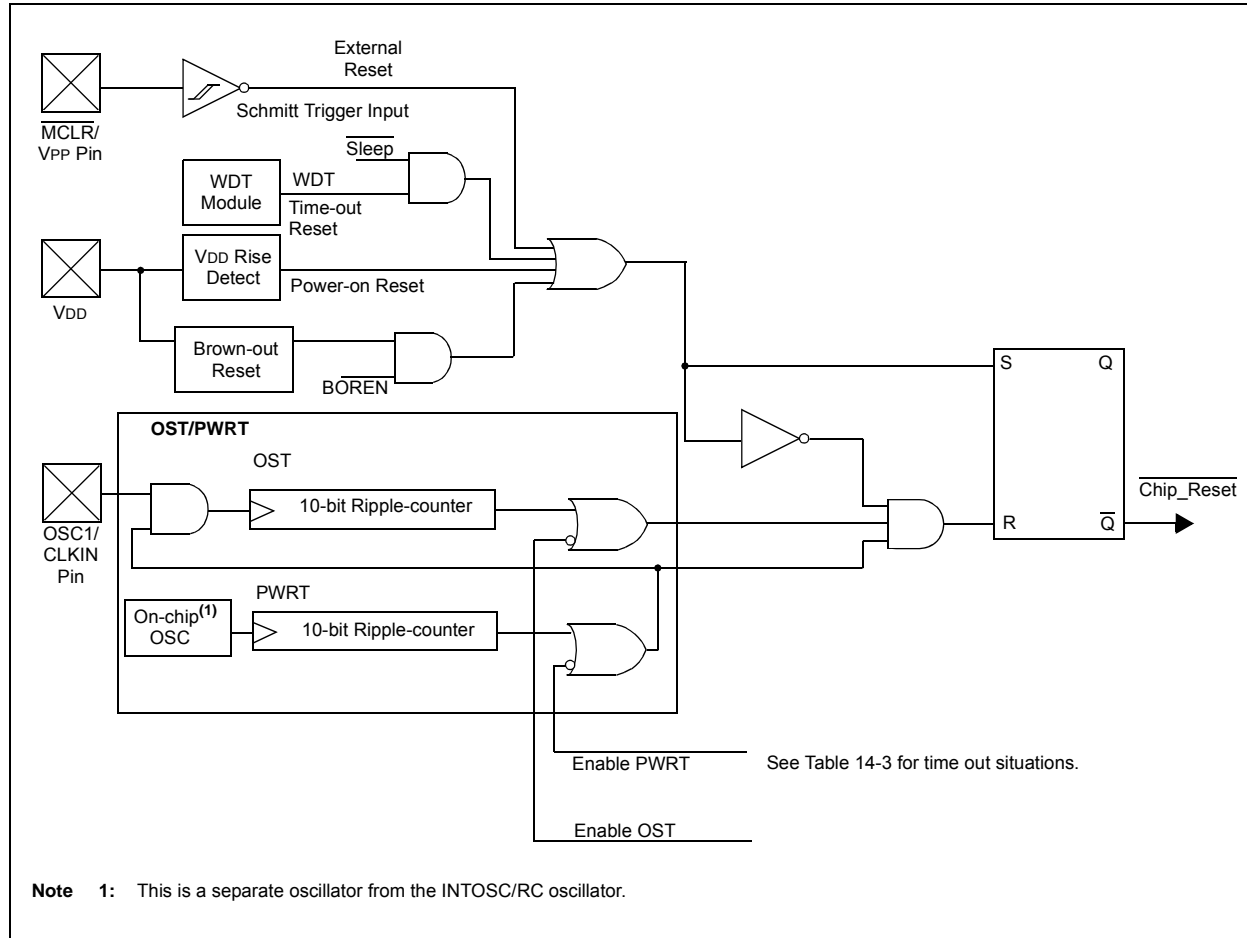 External
Reset
Schmitt Trigger Input
MCLR/
VPP Pin
Sleep
WDT
Module
WDT
Time-out
Reset
VDD Rise
Detect
Power-on Reset
VDD
Brown-out
Reset
BOREN
S
Q
OST/PWRT
OST
10-bit Ripple-counter
OSC1/
CLKIN
Pin
Chip_Reset
R
Q
PWRT
On-chip(1)
OSC
10-bit Ripple-counter
Enable PWRT
See Table 14-3 for time out situations.
Enable OST
Note 1: This is a separate oscillator from the INTOSC/RC oscillator.